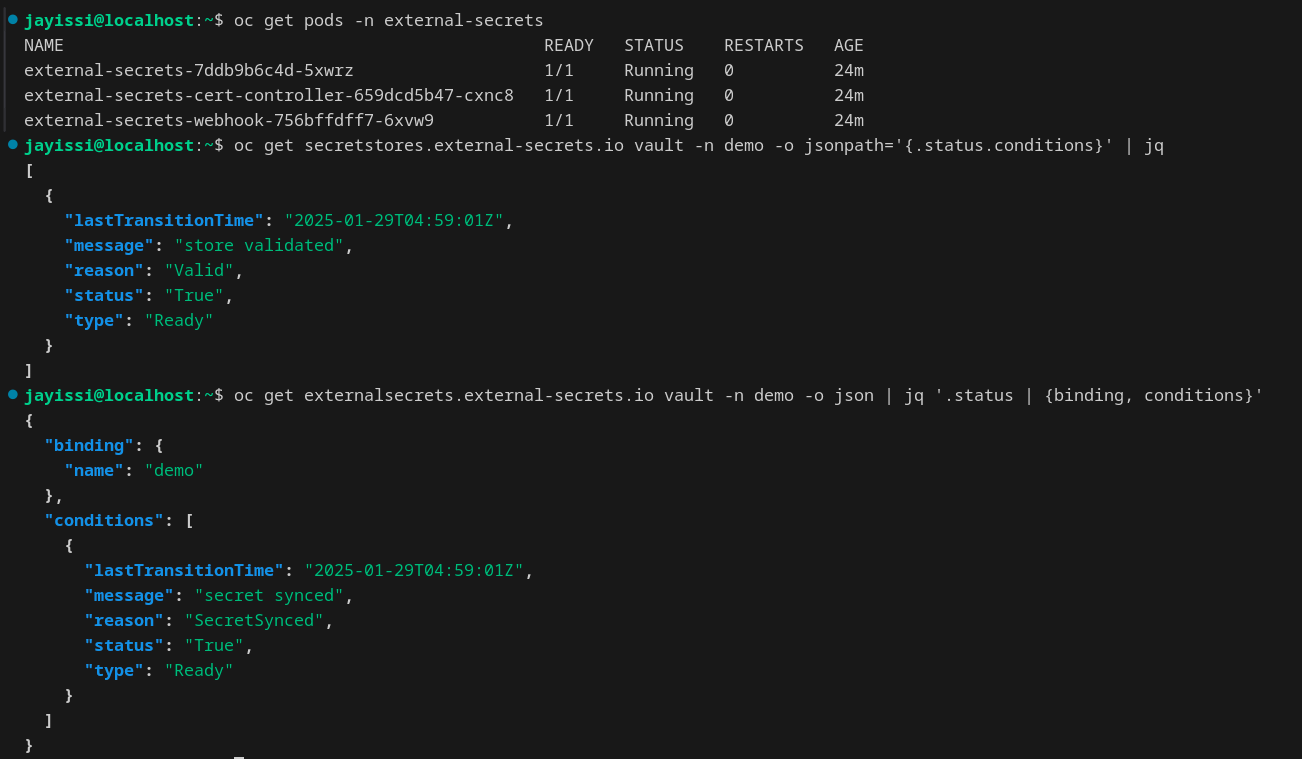 jayissi@localhost:~$ oc get pods -n external-secrets
NAME                                                READY   STATUS    RESTARTS   AGE
external-secrets-7ddb9b6c4d-5xwrz                   1/1     Running   0          24m
external-secrets-cert-controller-659dcd5b47-cxnc8   1/1     Running   0          24m
external-secrets-webhook-756bffdff7-6xvw9           1/1     Running   0          24m
jayissi@localhost:~$ oc get secretstores.external-secrets.io vault -n demo -o jsonpath='{.status.conditions}' | jq
[
  {
    "lastTransitionTime": "2025-01-29T04:59:01Z",
    "message": "store validated",
    "reason": "Valid",
    "status": "True",
    "type": "Ready"
  }
]
jayissi@localhost:~$ oc get externalsecrets.external-secrets.io vault -n demo -o json | jq '.status | {binding, conditions}'
{
  "binding": {
    "name": "demo"
  },
  "conditions": [
    {
      "lastTransitionTime": "2025-01-29T04:59:01Z",
      "message": "secret synced",
      "reason": "SecretSynced",
      "status": "True",
      "type": "Ready"
    }
  ]
}